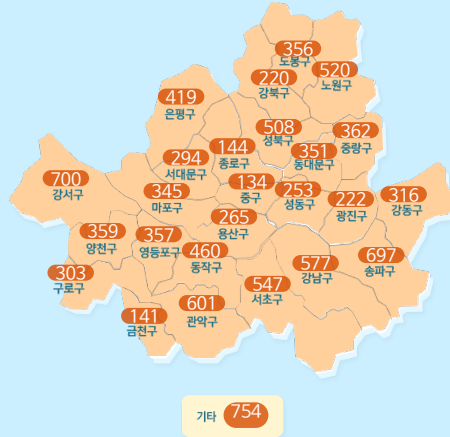 356
도봉구
520
노원구
220
강북구
419
은평구
508
성북구
362
중랑구
144
종로구
351
동대문구
294
서대문구
700
강서구
345
마포구
134
중구
253
성동구
222
광진구
316
강동구
265
용산구
359
양천구
357
영등포구
460
동작구
577
강남구
697
송파구
303
구로구
547
서초구
601
관악구
141
금천구
기타 754